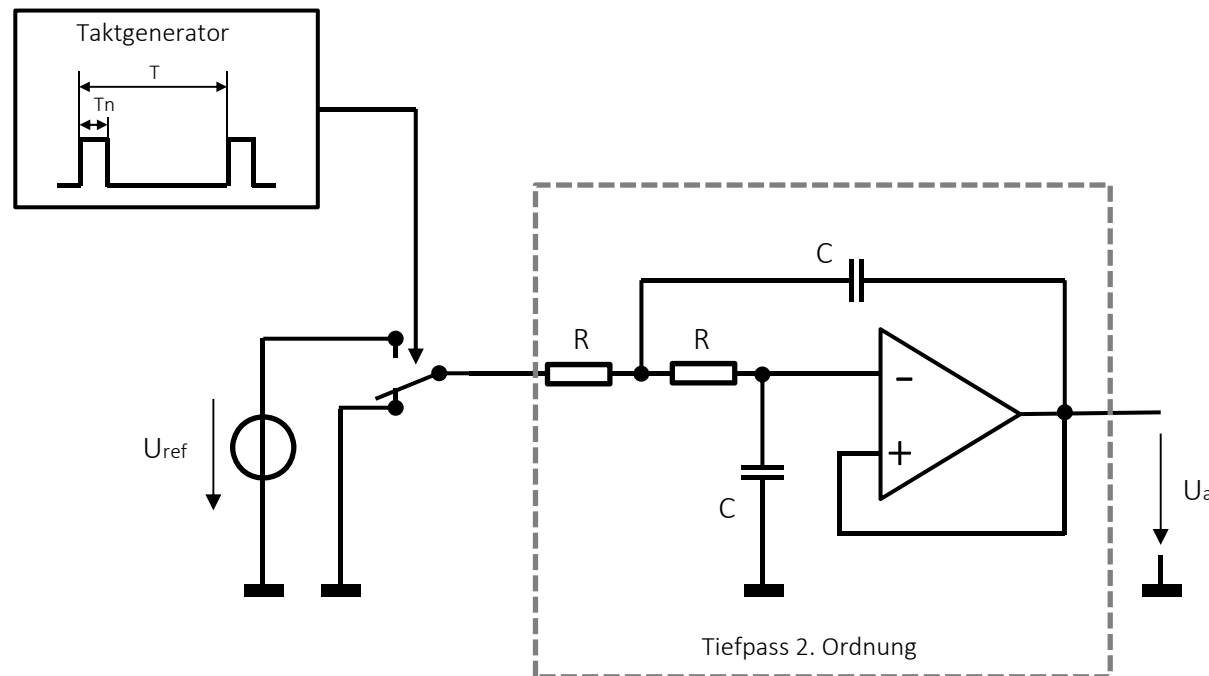 Taktgenerator
T
Tn
C
R
R
-
+
Uref
C
Ua
Tiefpass 2. Ordnung